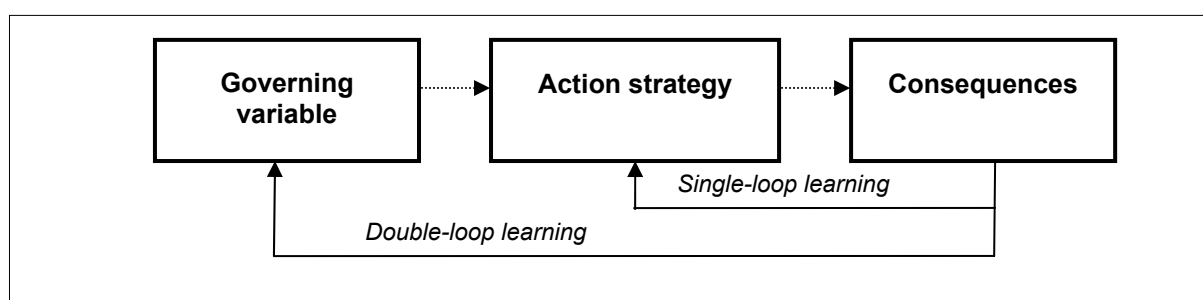 Governing
variable
Action strategy
Consequences
Single-loop learning
Double-loop learning